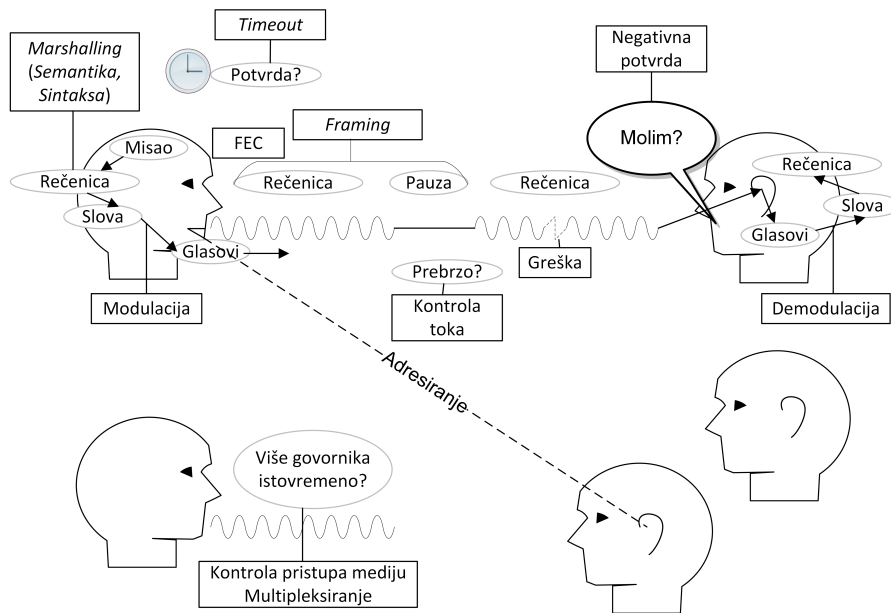 Timeout
Potvrda?
Marshalling
(Semantika,
Sintaksa)
Negativna
potvrda
Molim?
FEC
Framing
Misao
Rečenica
Slova
Glasovi
Rečenica
Pauza
Rečenica
Rečenica
Slova
Glasovi
Greška
Prebrzo?
Kontrola
toka
Modulacija
Demodulacija
Adresiranje
Više govornika
istovremeno?
Kontrola pristupa mediju
Multipleksiranje